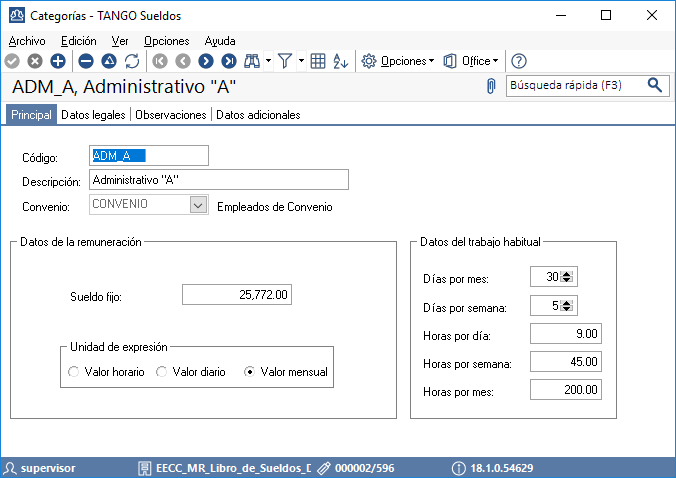 Categorías - TANGO Sueldos
Archivo Edición Ver Opciones Ayuda
Opciones Office
ADM_A, Administrativo "A"
Búsqueda rápida (F3)
Principal Datos legales Observaciones Datos adicionales
Código: ADM_A
Descripción: Administrativo "A"
Convenio: CONVENIO Empleados de Convenio
Datos de la remuneración
Sueldo fijo: 25,772.00
Unidad de expresión
Valor horario Valor diario Valor mensual
Datos del trabajo habitual
Días por mes: 30
Días por semana: 5
Horas por día: 9.00
Horas por semana: 45.00
Horas por mes: 200.00
supervisor EECC_MR_Libro_de_Sueldos_D 000002/596 18.1.0.54629